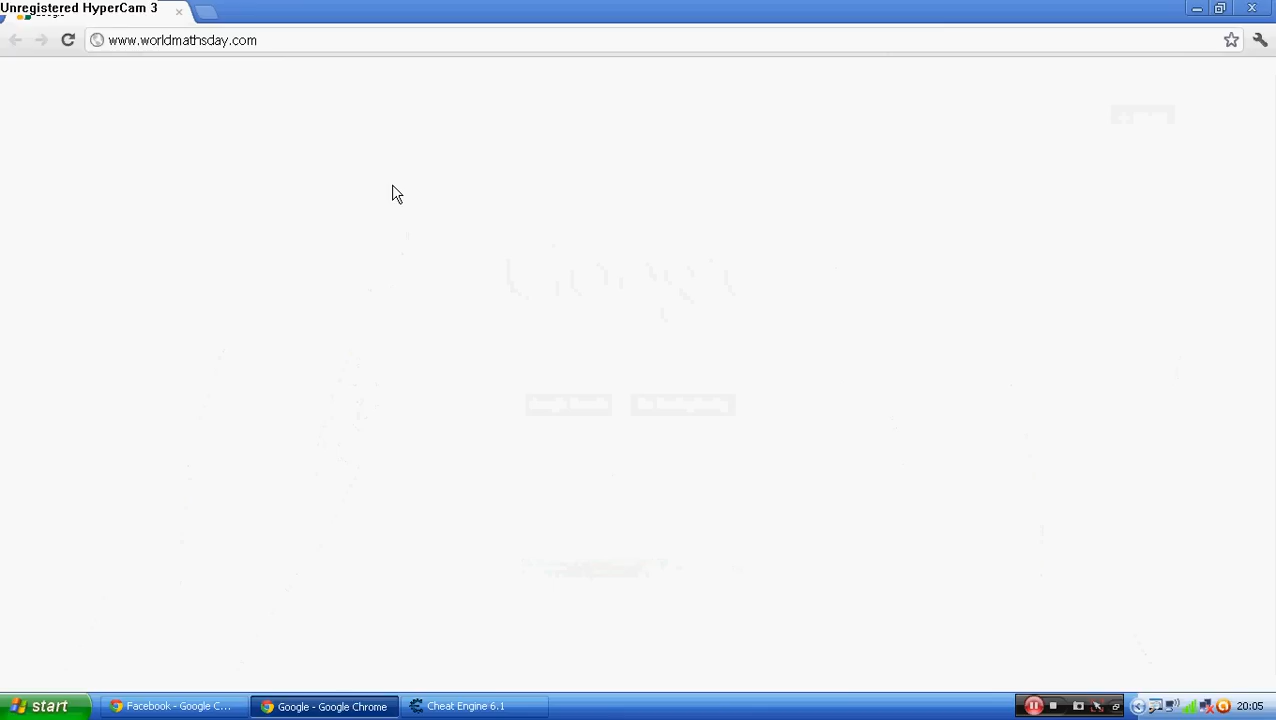 Unregistered HyperCam 3
www.worldmathsday.com
start
Facebook - Google C...
Google - Google Chrome
Cheat Engine 6.1
20:05